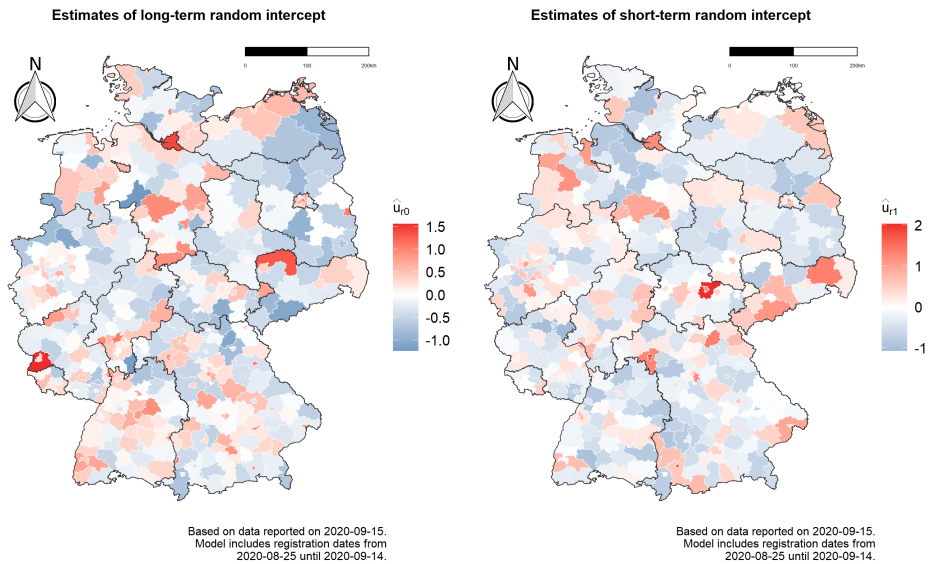 Estimates of long-term random intercept
Estimates of short-term random intercept
0 100 200km
0 100 200km
N
N
û_r0
1.5
1.0
0.5
0.0
-0.5
-1.0
û_r1
2
1
0
-1
Based on data reported on 2020-09-15.
Model includes registration dates from
2020-08-25 until 2020-09-14.
Based on data reported on 2020-09-15.
Model includes registration dates from
2020-08-25 until 2020-09-14.